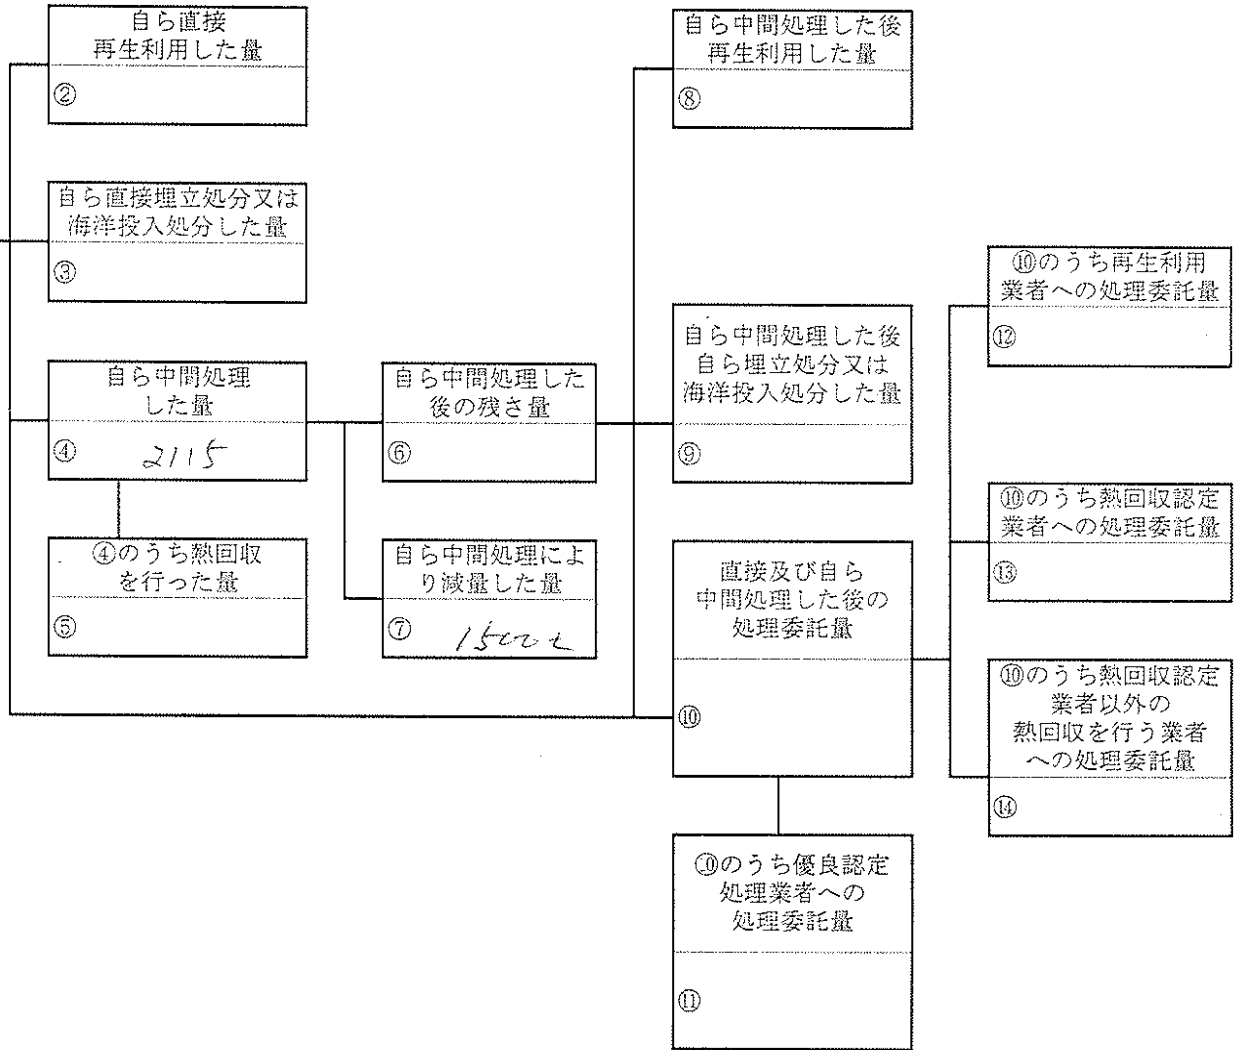 自ら直接
再生利用した量
②
自ら直接埋立処分又は
海洋投入処分した量
③
自ら中間処理
した量
④ 2115
④のうち熱回収
を行った量
⑤
自ら中間処理した
後の残さ量
⑥
自ら中間処理によ
り減量した量
⑦ 1500t
自ら中間処理した後
再生利用した量
⑧
自ら中間処理した後
自ら埋立処分又は
海洋投入処分した量
⑨
直接及び自ら
中間処理した後の
処理委託量
⑩
⑩のうち優良認定
処理業者への
処理委託量
⑪
⑩のうち再生利用
業者への処理委託量
⑫
⑩のうち熱回収認定
業者への処理委託量
⑬
⑩のうち熱回収認定
業者以外の
熱回収を行う業者
への処理委託量
⑭